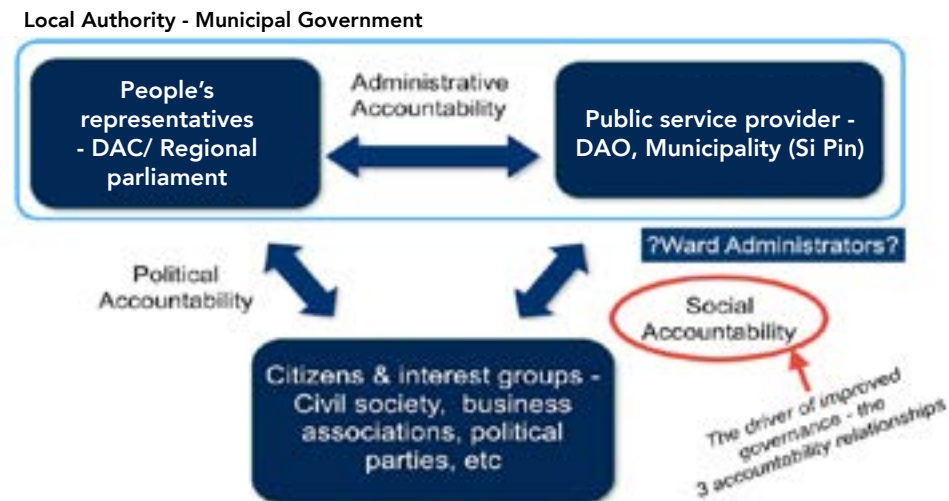 Local Authority - Municipal Government
People's
representatives
- DAC/ Regional
parliament
Administrative
Accountability
Public service provider -
DAO, Municipality (Si Pin)
?Ward Administrators?
Political
Accountability
Social
Accountability
Citizens & interest groups -
Civil society, business
associations, political
parties, etc
The driver of improved
governance - the
3 accountability relationships